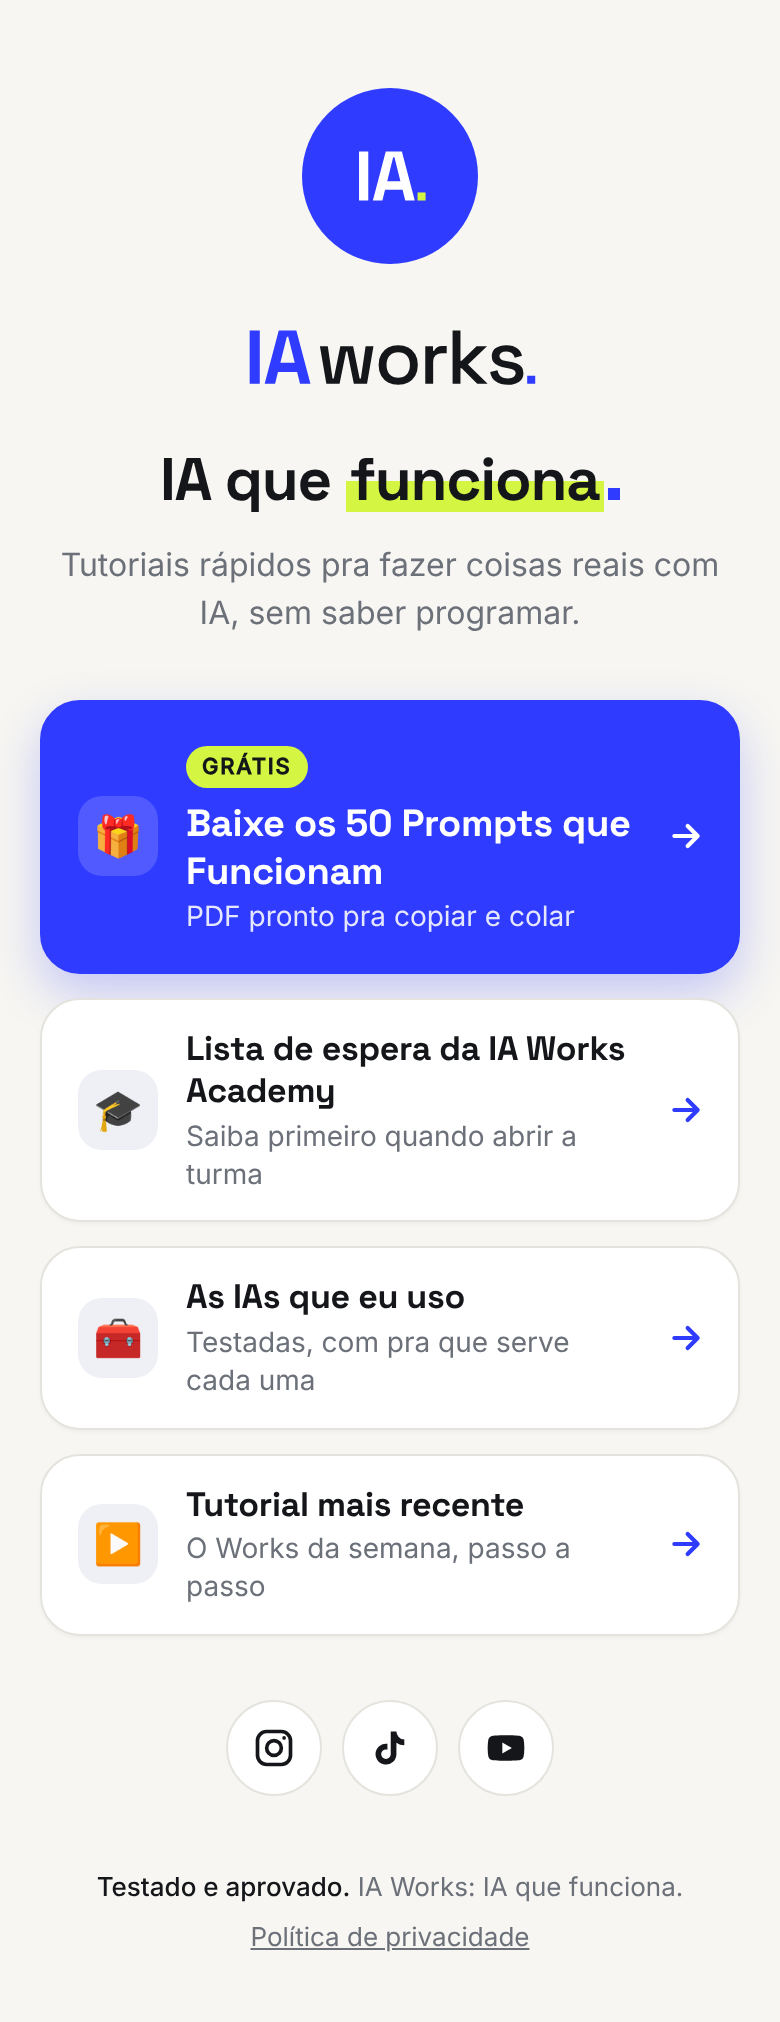 IA.
IA works.
IA que funciona.
Tutoriais rápidos pra fazer coisas reais com
IA, sem saber programar.
GRÁTIS
Baixe os 50 Prompts que
Funcionam
PDF pronto pra copiar e colar
Lista de espera da IA Works
Academy
Saiba primeiro quando abrir a
turma
As IAs que eu uso
Testadas, com pra que serve
cada uma
Tutorial mais recente
O Works da semana, passo a
passo
Testado e aprovado. IA Works: IA que funciona.
Política de privacidade